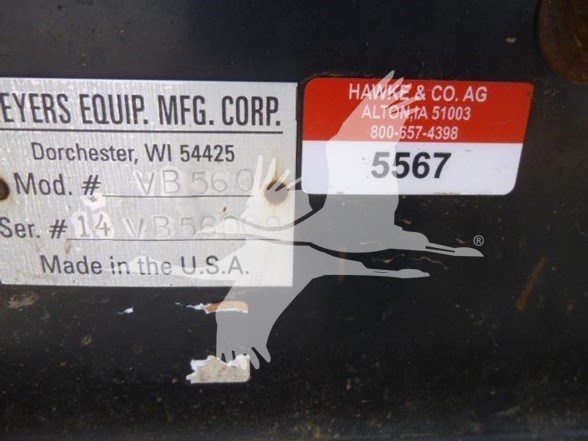 EYERS EQUIP. MFG. CORP.
Dorchester, WI 54425
Mod. # VB560
Ser. # 14
Made in the U.S.A.
HAWKE & CO. AG
ALTON,IA 51003
800-657-4398
5567
®